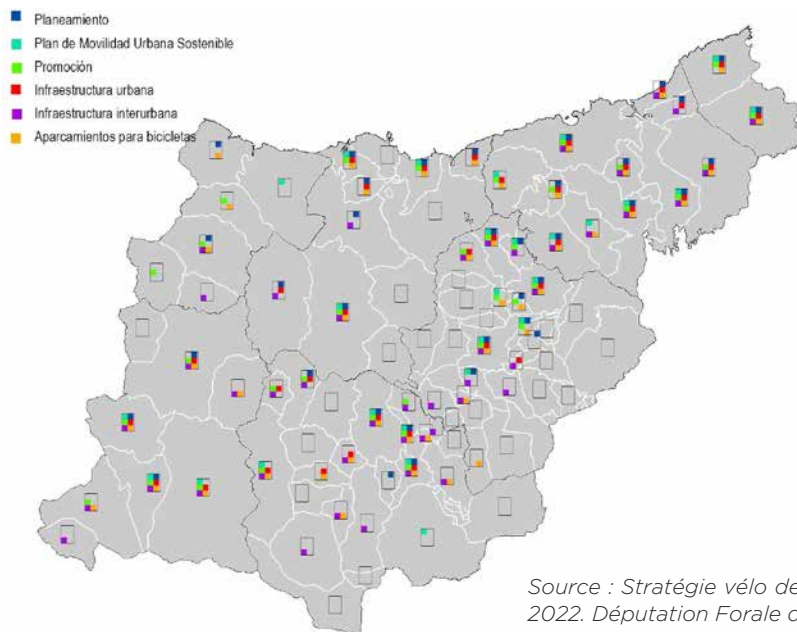 Planeamiento
Plan de Movilidad Urbana Sostenible
Promoción
Infraestructura urbana
Infraestructura interurbana
Aparcamientos para bicicletas
Source : Stratégie vélo de
2022. Députation Forale d